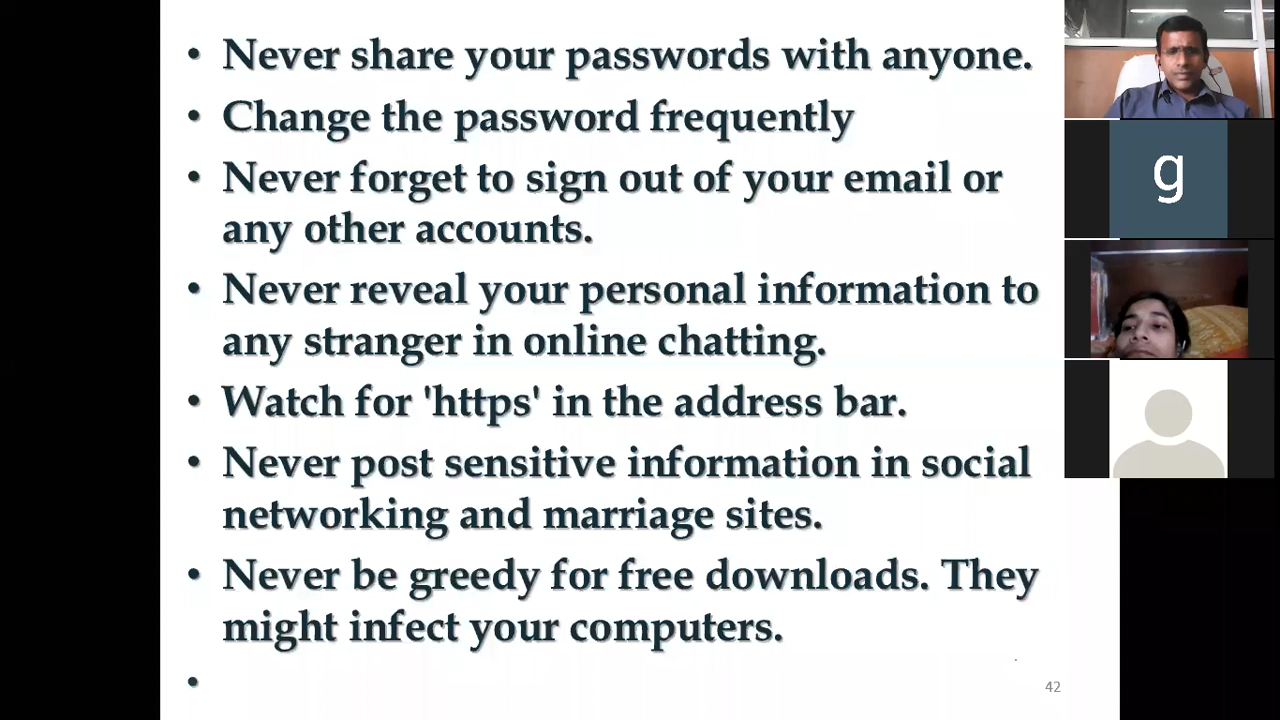 • Never share your passwords with anyone.
• Change the password frequently
• Never forget to sign out of your email or
any other accounts.
• Never reveal your personal information to
any stranger in online chatting.
• Watch for 'https' in the address bar.
• Never post sensitive information in social
networking and marriage sites.
• Never be greedy for free downloads. They
might infect your computers.
•
42
g